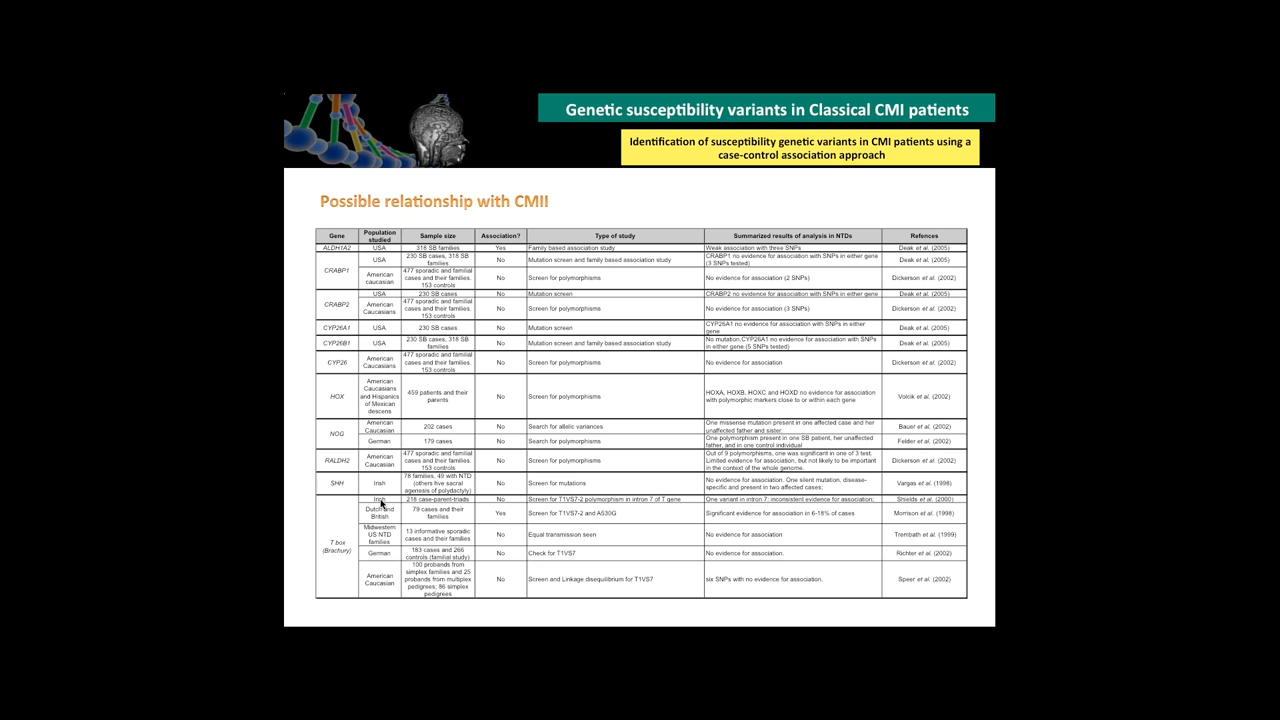 Genetic susceptibility variants in Classical CMI patients
Identification of susceptibility genetic variants in CMI patients using a
case-control association approach
Possible relationship with CMII
Gene Population studied Sample size Association? Type of study Summarized results of analysis in NTDs Refences
ALDH1A2 USA 318 SB families Yes Family based association study Weak association with three SNPs Deak et al. (2005)
CRABP1 USA 230 SB cases, 318 SB families No Mutation screen and family based association study CRABP1 no evidence for association with SNPs in either gene (3 SNPs tested) Deak et al. (2005)
American caucasian 477 sporadic and familial cases and their families. 153 controls No Screen for polymorphisms No evidence for association (2 SNPs) Dickerson et al. (2002)
CRABP2 USA 230 SB cases No Mutation screen CRABP2 no evidence for association with SNPs in either gene Deak et al. (2005)
American Caucasians 477 sporadic and familial cases and their families. 153 controls No Screen for polymorphisms No evidence for association (3 SNPs) Dickerson et al. (2002)
CYP26A1 USA 230 SB cases No Mutation screen CYP26A1 no evidence for association with SNPs in either gene Deak et al. (2005)
CYP26B1 USA 230 SB cases, 318 SB families No Mutation screen and family based association study No mutation.CYP26A1 no evidence for association with SNPs in either gene (5 SNPs tested) Deak et al. (2005)
CYP26 American Caucasians 477 sporadic and familial cases and their families. 153 controls No Screen for polymorphisms No evidence for association Dickerson et al. (2002)
HOX American Caucasians and Hispanics of Mexican descens 459 patients and their parents No Screen for polymorphisms HOXA, HOXB, HOXC and HOXD no evidence for association with polymorphic markers close to or within each gene Volcik et al. (2002)
NOG American Caucasian 202 cases No Search for allelic variances One missense mutation present in one affected case and her unaffected father and sister. Bauer et al. (2002)
German 179 cases No Search for polymorphisms One polymorphism present in one SB patient, her unaffected father, and in one control individual Felder et al. (2002)
RALDH2 American Caucasian 477 sporadic and familial cases and their families. 153 controls No Screen for polymorphisms Out of 9 polymorphisms, one was significant in one of 3 test. Limited evidence for association, but not likely to be important in the context of the whole genome. Dickerson et al. (2002)
SHH Irish 78 families, 49 with NTD (others five sacral agenesis of polydactyly) No Screen for mutations No evidence for association. One silent mutation, disease-specific and present in two affected cases; Vargas et al. (1998)
T box (Brachury) Irish 218 case-parent-triads No Screen for T1VS7-2 polymorphism in intron 7 of T gene One variant in intron 7: inconsistent evidence for association; Shields et al. (2000)
Dutch and British 79 cases and their families Yes Screen for T1VS7-2 and A530G Significant evidence for association in 6-18% of cases Morrison et al. (1998)
Midwestern US NTD families 13 informative sporadic cases and their families No Equal transmission seen No evidence for association Trembath et al. (1999)
German 183 cases and 266 controls (familial study) No Check for T1VS7 No evidence for association. Richter et al. (2002)
American Caucasian 100 probands from simplex families and 25 probands from multiplex pedigrees; 86 simplex pedigrees No Screen and Linkage disequilibrium for T1VS7 six SNPs with no evidence for association. Speer et al. (2002)